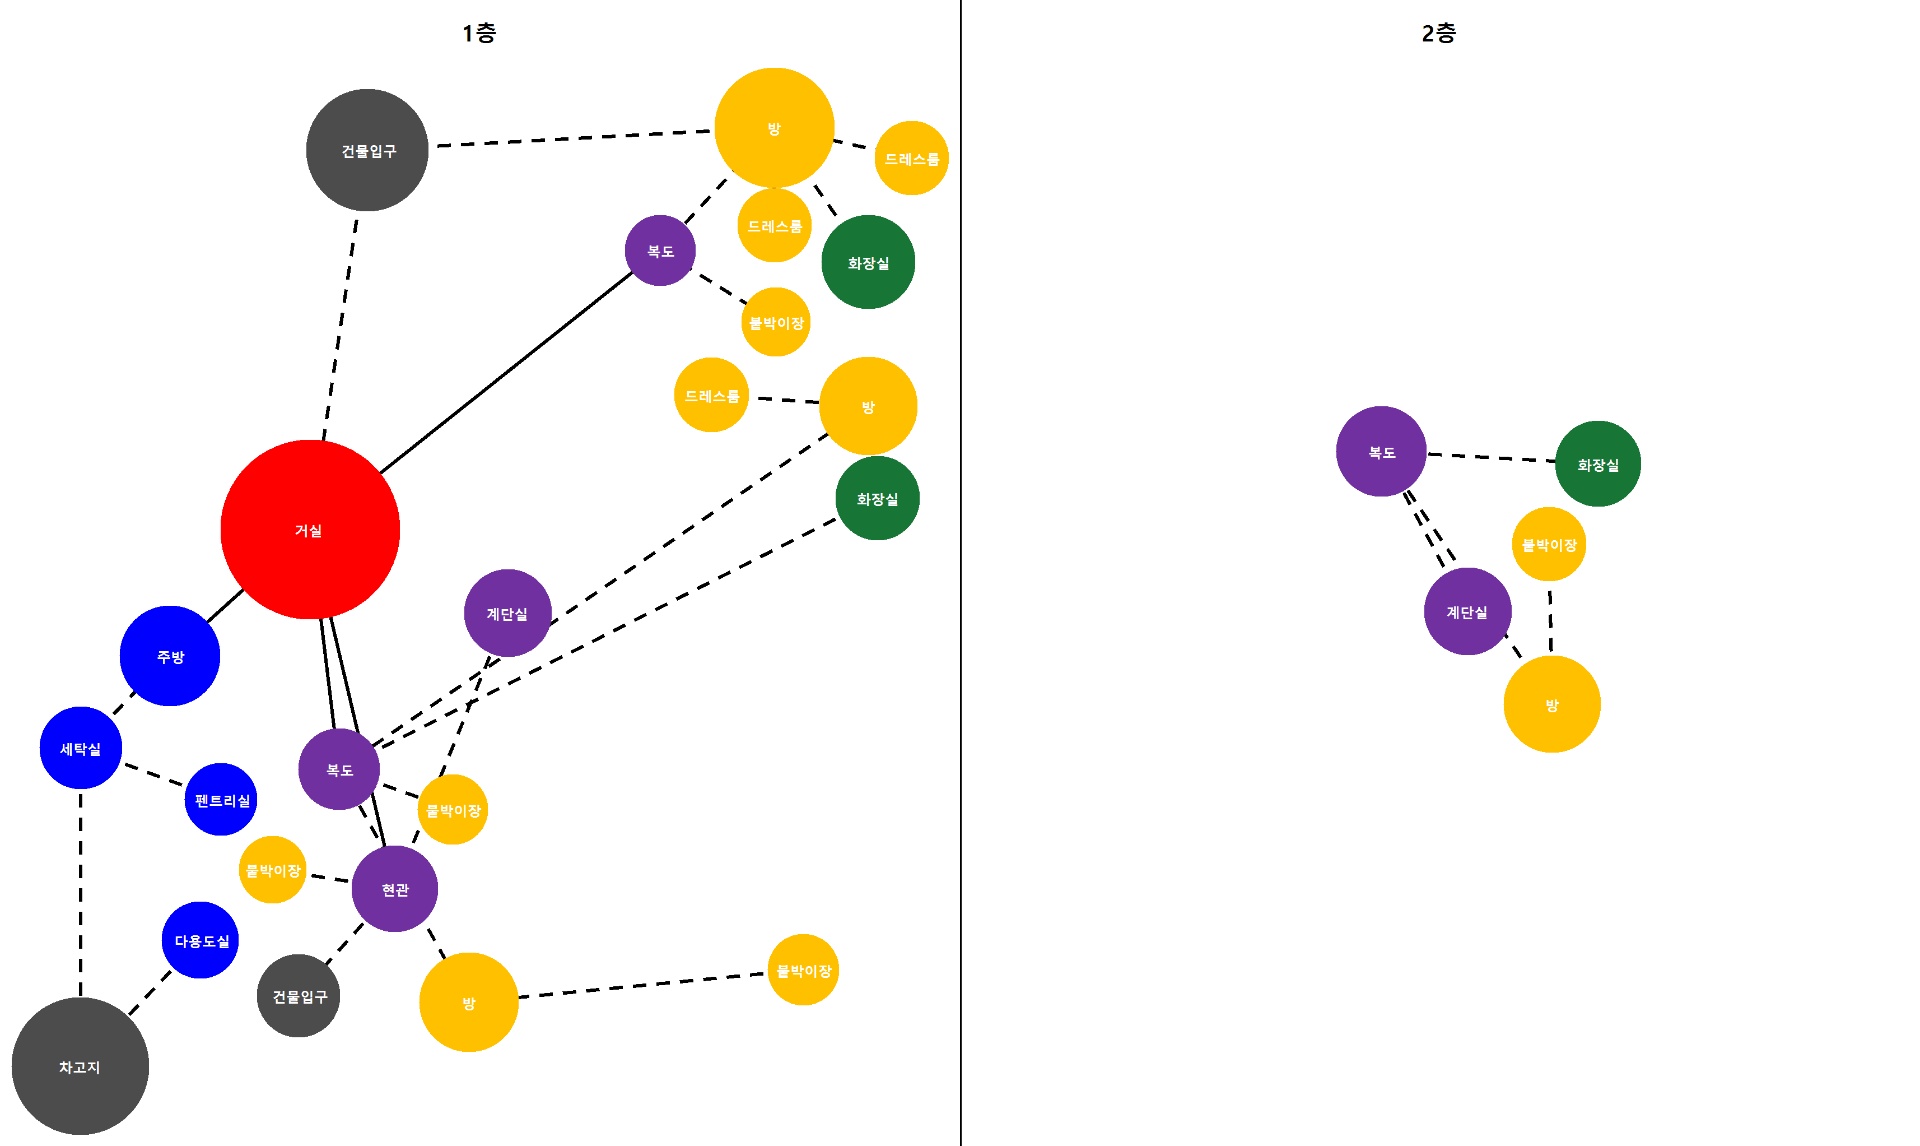 1층
2층
방
건물입구
드레스룸
드레스룸
복도
화장실
붙박이장
드레스룸
방
화장실
거실
계단실
주방
세탁실
복도
펜트리실
붙박이장
붙박이장
현관
다용도실
건물입구
방
붙박이장
차고지
복도
화장실
붙박이장
계단실
방